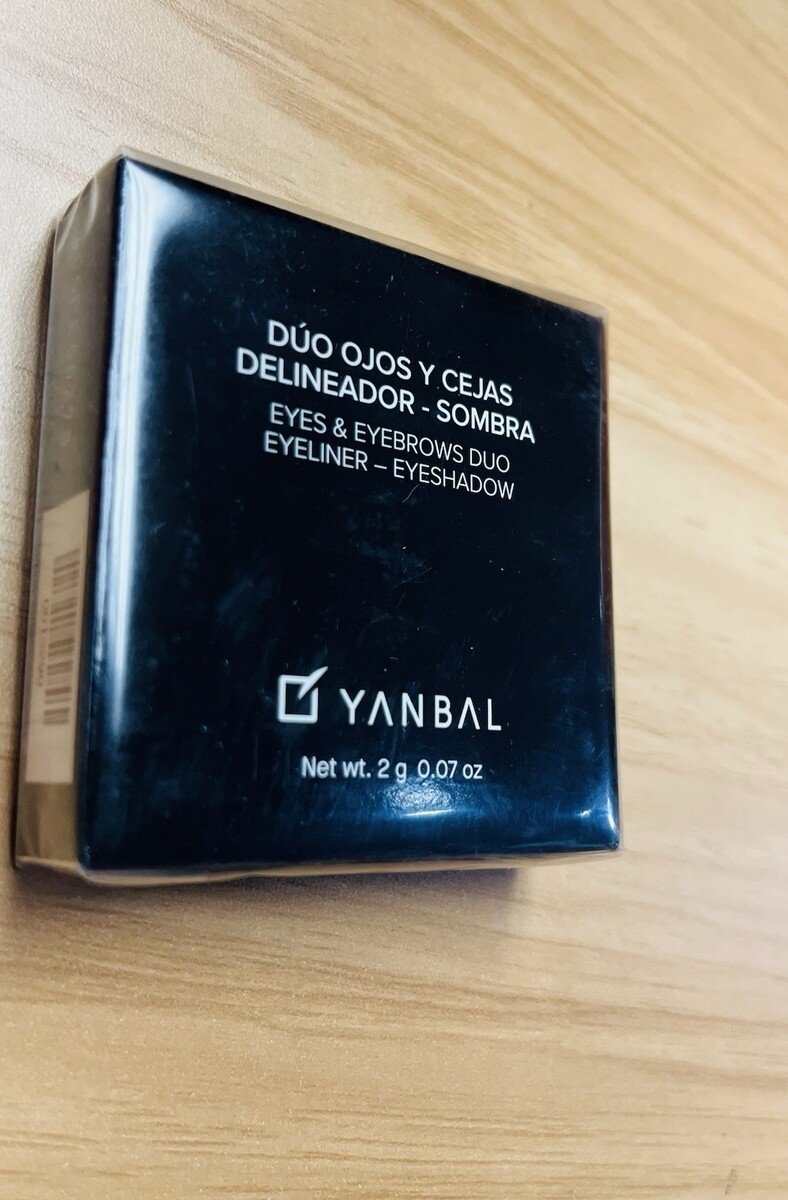 DÚO OJOS Y CEJAS
DELINEADOR - SOMBRA
EYES & EYEBROWS DUO
EYELINER – EYESHADOW
YANBAL
Net wt. 2 g 0.07 oz